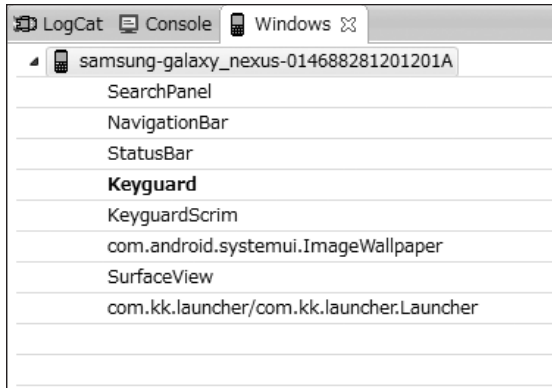 LogCat Console Windows
samsung-galaxy_nexus-014688281201201A
SearchPanel
NavigationBar
StatusBar
Keyguard
KeyguardScrim
com.android.systemui.ImageWallpaper
SurfaceView
com.kk.launcher/com.kk.launcher.Launcher